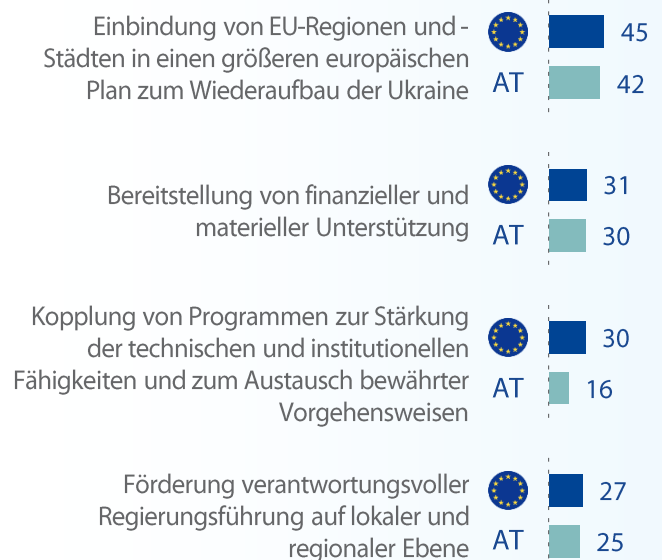 Einbindung von EU-Regionen und -
Städten in einen größeren europäischen
Plan zum Wiederaufbau der Ukraine
45
AT 42
Bereitstellung von finanzieller und
materieller Unterstützung
31
AT 30
Kopplung von Programmen zur Stärkung
der technischen und institutionellen
Fähigkeiten und zum Austausch bewährter
Vorgehensweisen
30
AT 16
Förderung verantwortungsvoller
Regierungsführung auf lokaler und
regionaler Ebene
27
AT 25